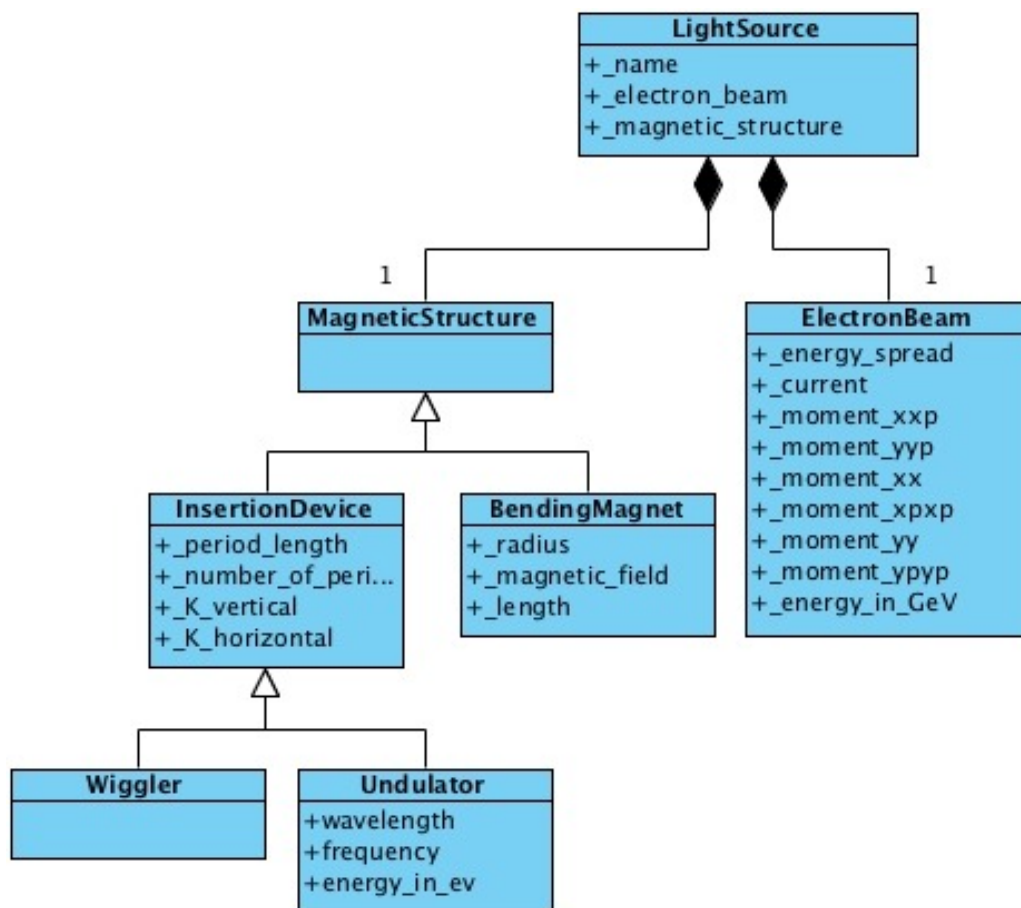 LightSource
+_name
+_electron_beam
+_magnetic_structure
1
1
MagneticStructure
ElectronBeam
+_energy_spread
+_current
+_moment_xxp
+_moment_yyp
+_moment_xx
+_moment_xpxp
+_moment_yy
+_moment_ypyp
+_energy_in_GeV
InsertionDevice
+_period_length
+_number_of_peri...
+_K_vertical
+_K_horizontal
BendingMagnet
+_radius
+_magnetic_field
+_length
Wiggler
Undulator
+wavelength
+frequency
+energy_in_ev